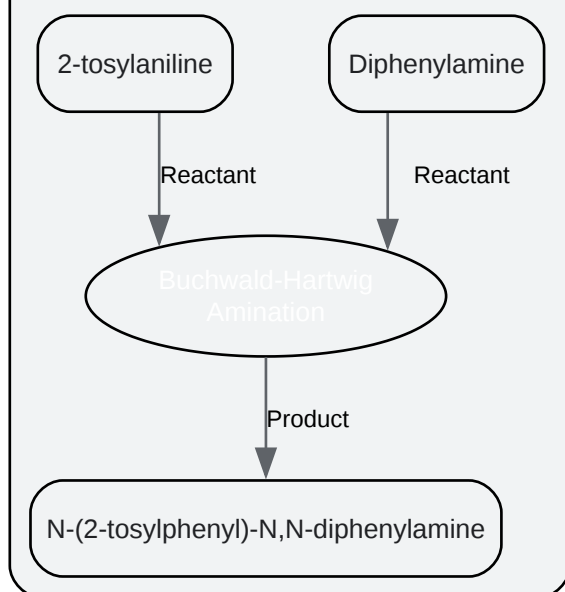 2-tosylaniline
Diphenylamine
Reactant
Reactant
Buchwald-Hartwig
Amination
Product
N-(2-tosylphenyl)-N,N-diphenylamine